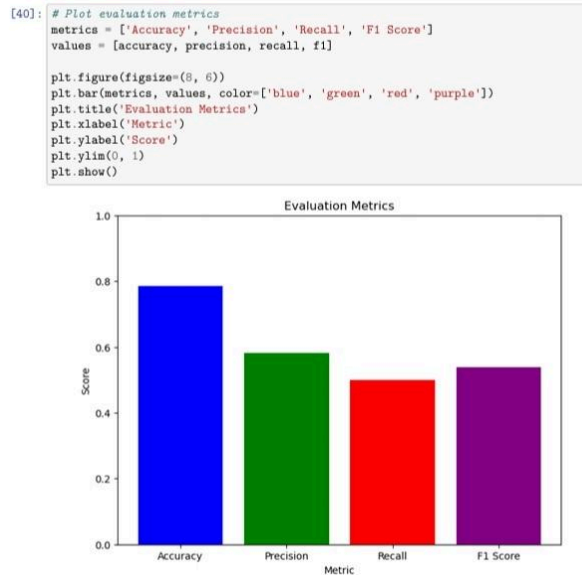 [40]: # Plot evaluation metrics
metrics = ['Accuracy', 'Precision', 'Recall', 'F1 Score']
values = [accuracy, precision, recall, f1]
plt.figure(figsize=(8, 6))
plt.bar(metrics, values, color=['blue', 'green', 'red', 'purple'])
plt.title('Evaluation Metrics')
plt.xlabel('Metric')
plt.ylabel('Score')
plt.ylim(0, 1)
plt.show()
Evaluation Metrics
1.0
0.8
0.6
0.4
0.2
0.0
Score
Accuracy Precision Recall F1 Score
Metric